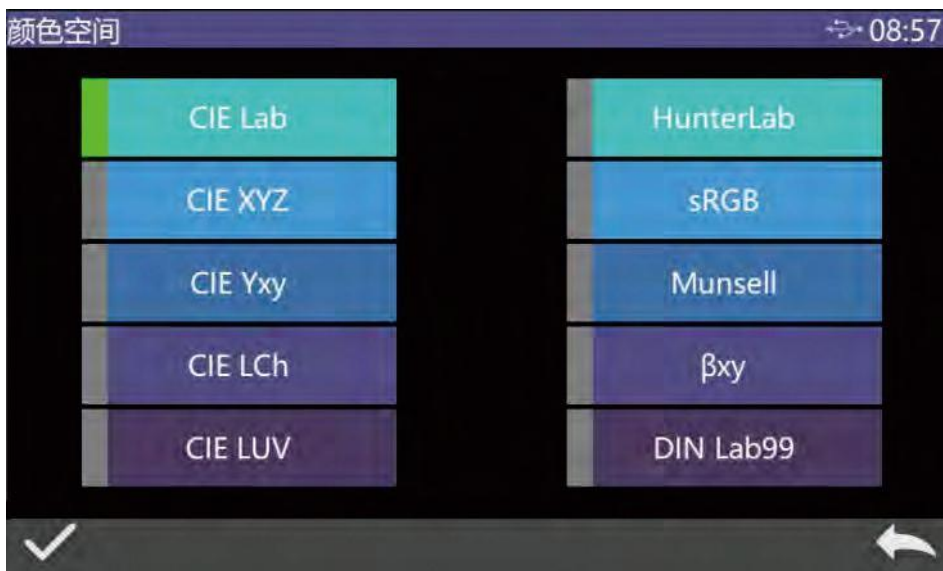 颜色空间 08:57
CIE Lab
CIE XYZ
CIE Yxy
CIE LCh
CIE LUV
HunterLab
sRGB
Munsell
βxy
DIN Lab99